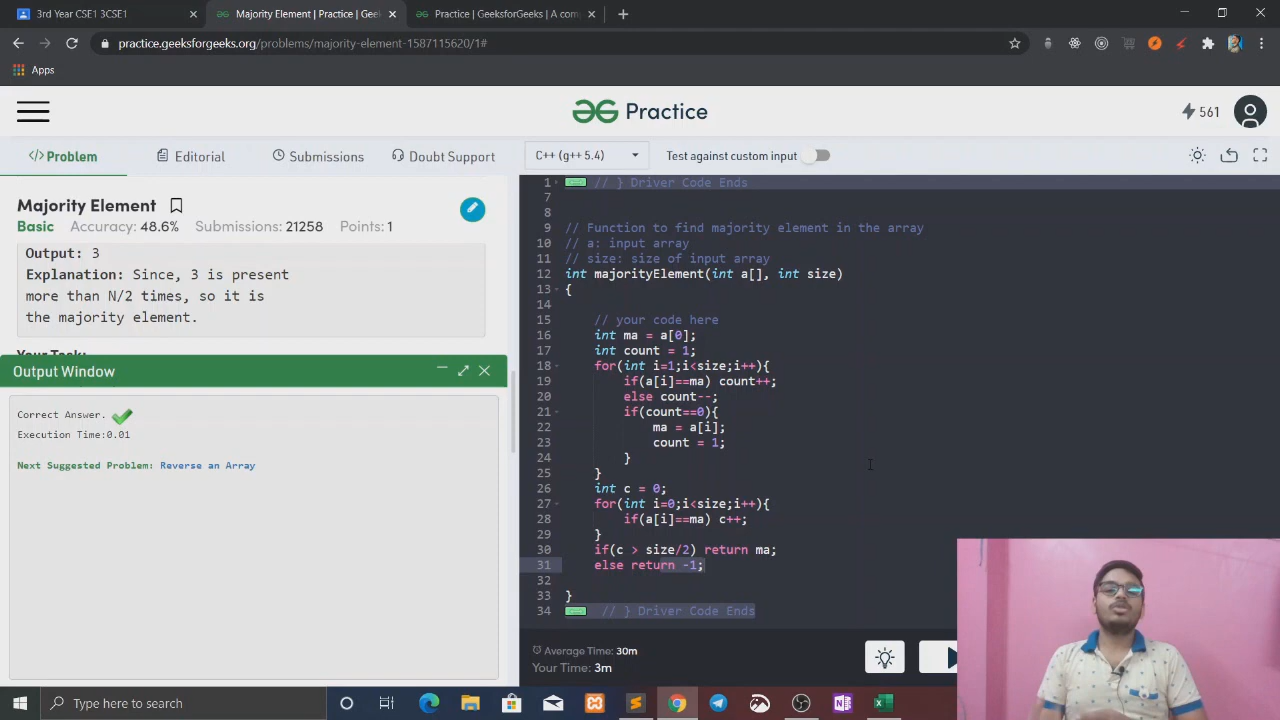 3rd Year CSE1 3CSE1
Majority Element | Practice | Geek
Practice | GeeksforGeeks | A com
practice.geeksforgeeks.org/problems/majority-element-1587115620/1#
Apps
Practice
561
</>Problem
Editorial
Submissions
Doubt Support
C++ (g++ 5.4)
Test against custom input
Majority Element
Basic Accuracy: 48.6% Submissions: 21258 Points: 1
Output: 3
Explanation: Since, 3 is present
more than N/2 times, so it is
the majority element.
Your Task:
Output Window
Correct Answer.
Execution Time:0.01
Next Suggested Problem: Reverse an Array
1 // } Driver Code Ends
7
8
9 // Function to find majority element in the array
10 // a: input array
11 // size: size of input array
12 int majorityElement(int a[], int size)
13 {
14
15 // your code here
16 int ma = a[0];
17 int count = 1;
18 for(int i=1;i<size;i++){
19 if(a[i]==ma) count++;
20 else count--;
21 if(count==0){
22 ma = a[i];
23 count = 1;
24 }
25 }
26 int c = 0;
27 for(int i=0;i<size;i++){
28 if(a[i]==ma) c++;
29 }
30 if(c > size/2) return ma;
31 else return -1;
32
33 }
34 // } Driver Code Ends
Average Time: 30m
Your Time: 3m
Type here to search